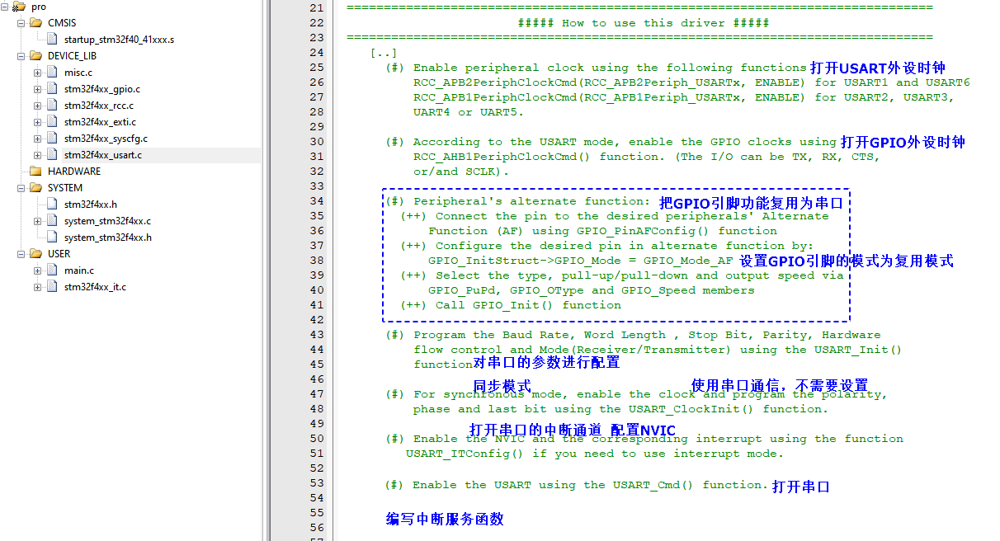 pro
CMSIS
startup_stm32f40_41xxx.s
DEVICE_LIB
misc.c
stm32f4xx_gpio.c
stm32f4xx_rcc.c
stm32f4xx_exti.c
stm32f4xx_syscfg.c
stm32f4xx_usart.c
HARDWARE
SYSTEM
stm32f4xx.h
system_stm32f4xx.c
system_stm32f4xx.h
USER
main.c
stm32f4xx_it.c
21 ===============================================================================
22 ##### How to use this driver #####
23 ===============================================================================
24 [..]
25 (#) Enable peripheral clock using the following functions 打开USART外设时钟
26 RCC_APB2PeriphClockCmd(RCC_APB2Periph_USARTx, ENABLE) for USART1 and USART6
27 RCC_APB1PeriphClockCmd(RCC_APB1Periph_USARTx, ENABLE) for USART2, USART3,
28 UART4 or UART5.
29
30 (#) According to the USART mode, enable the GPIO clocks using 打开GPIO外设时钟
31 RCC_AHB1PeriphClockCmd() function. (The I/O can be TX, RX, CTS,
32 or/and SCLK).
33
34 (#) Peripheral's alternate function: 把GPIO引脚功能复用为串口
35 (++) Connect the pin to the desired peripherals' Alternate
36 Function (AF) using GPIO_PinAFConfig() function
37 (++) Configure the desired pin in alternate function by:
38 GPIO_InitStruct->GPIO_Mode = GPIO_Mode_AF 设置GPIO引脚的模式为复用模式
39 (++) Select the type, pull-up/pull-down and output speed via
40 GPIO_PuPd, GPIO_OType and GPIO_Speed members
41 (++) Call GPIO_Init() function
42
43 (#) Program the Baud Rate, Word Length , Stop Bit, Parity, Hardware
44 flow control and Mode(Receiver/Transmitter) using the USART_Init()
45 function 对串口的参数进行配置
46
同步模式 使用串口通信，不需要设置
47 (#) For synchronous mode, enable the clock and program the polarity,
48 phase and last bit using the USART_ClockInit() function.
49
打开串口的中断通道 配置NVIC
50 (#) Enable the NVIC and the corresponding interrupt using the function
51 USART_ITConfig() if you need to use interrupt mode.
52
53 (#) Enable the USART using the USART_Cmd() function. 打开串口
54
55
编写中断服务函数
56
57